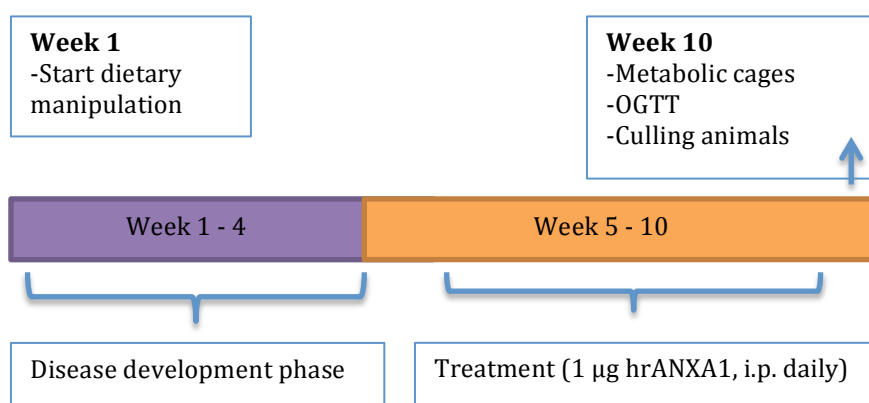 Week 1
-Start dietary
manipulation
Week 10
-Metabolic cages
-OGTT
-Culling animals
Week 1 - 4
Week 5 - 10
Disease development phase
Treatment (1 µg hrANXA1, i.p. daily)